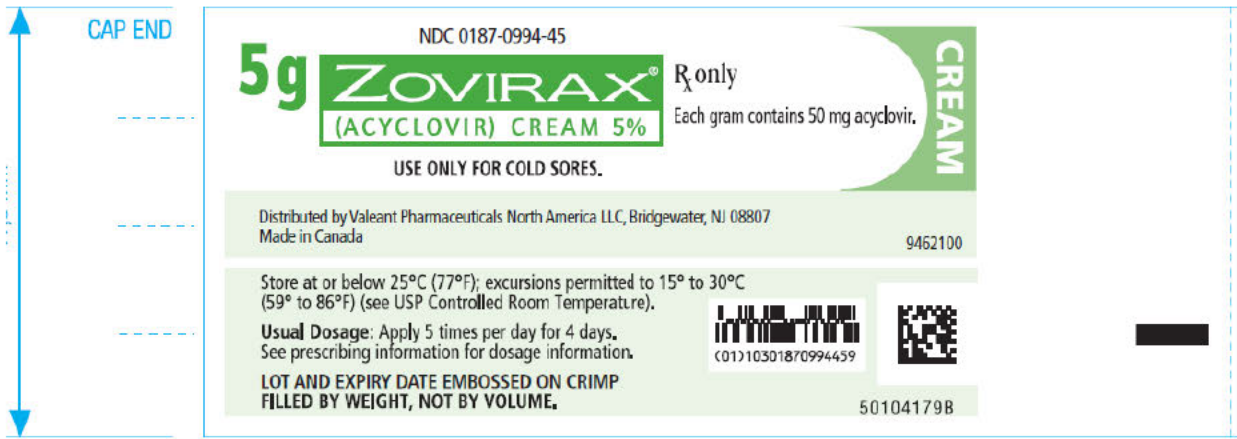 CAP END
NDC 0187-0994-45
5g ZOVIRAX®
(ACYCLOVIR) CREAM 5%
USE ONLY FOR COLD SORES.
Rx only
Each gram contains 50 mg acyclovir.
CREAM
Distributed by Valeant Pharmaceuticals North America LLC, Bridgewater, NJ 08807
Made in Canada
9462100
Store at or below 25°C (77°F); excursions permitted to 15° to 30°C
(59° to 86°F) (see USP Controlled Room Temperature).
Usual Dosage: Apply 5 times per day for 4 days.
See prescribing information for dosage information.
LOT AND EXPIRY DATE EMBOSSED ON CRIMP
FILLED BY WEIGHT, NOT BY VOLUME.
(01)10301870994459
50104179B